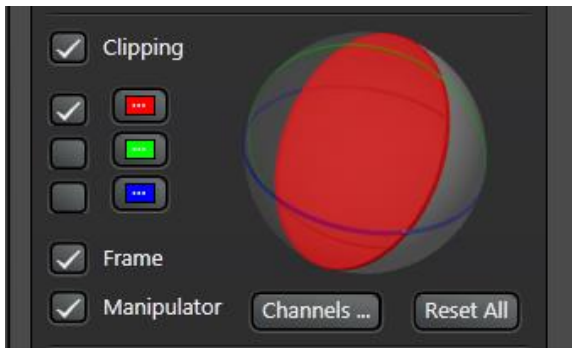 Clipping
...
...
...
Frame
Manipulator Channels ... Reset All